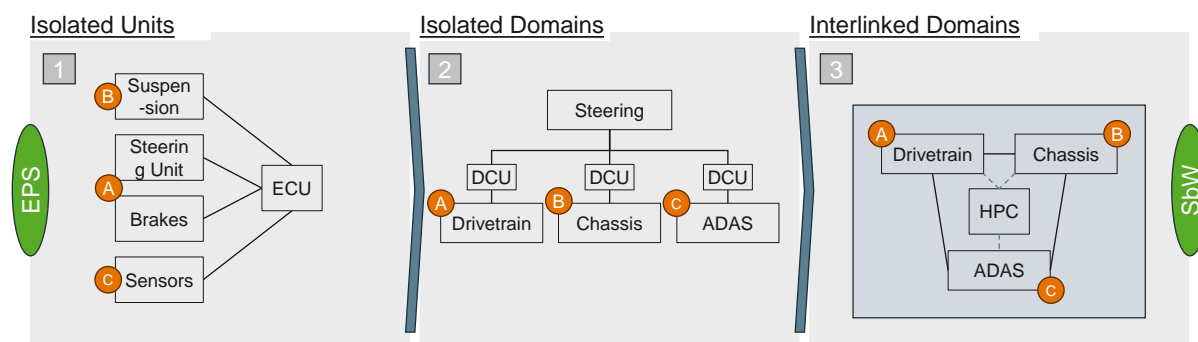 Isolated Units
1
B
Suspen
-sion
Steerin
g Unit
A
Brakes
C
Sensors
ECU
EPS
Isolated Domains
2
Steering
DCU
DCU
DCU
A
Drivetrain
B
Chassis
C
ADAS
Interlinked Domains
3
A
Drivetrain
B
Chassis
HPC
ADAS
C
SbW